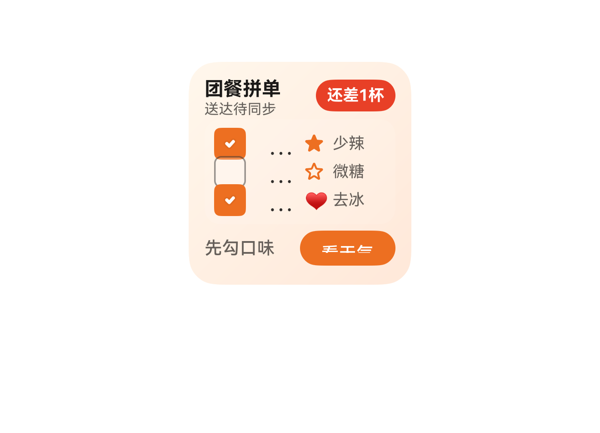 团餐拼单
送达待同步
还差1杯
... 少辣
... 微糖
... 去冰
先勾口味